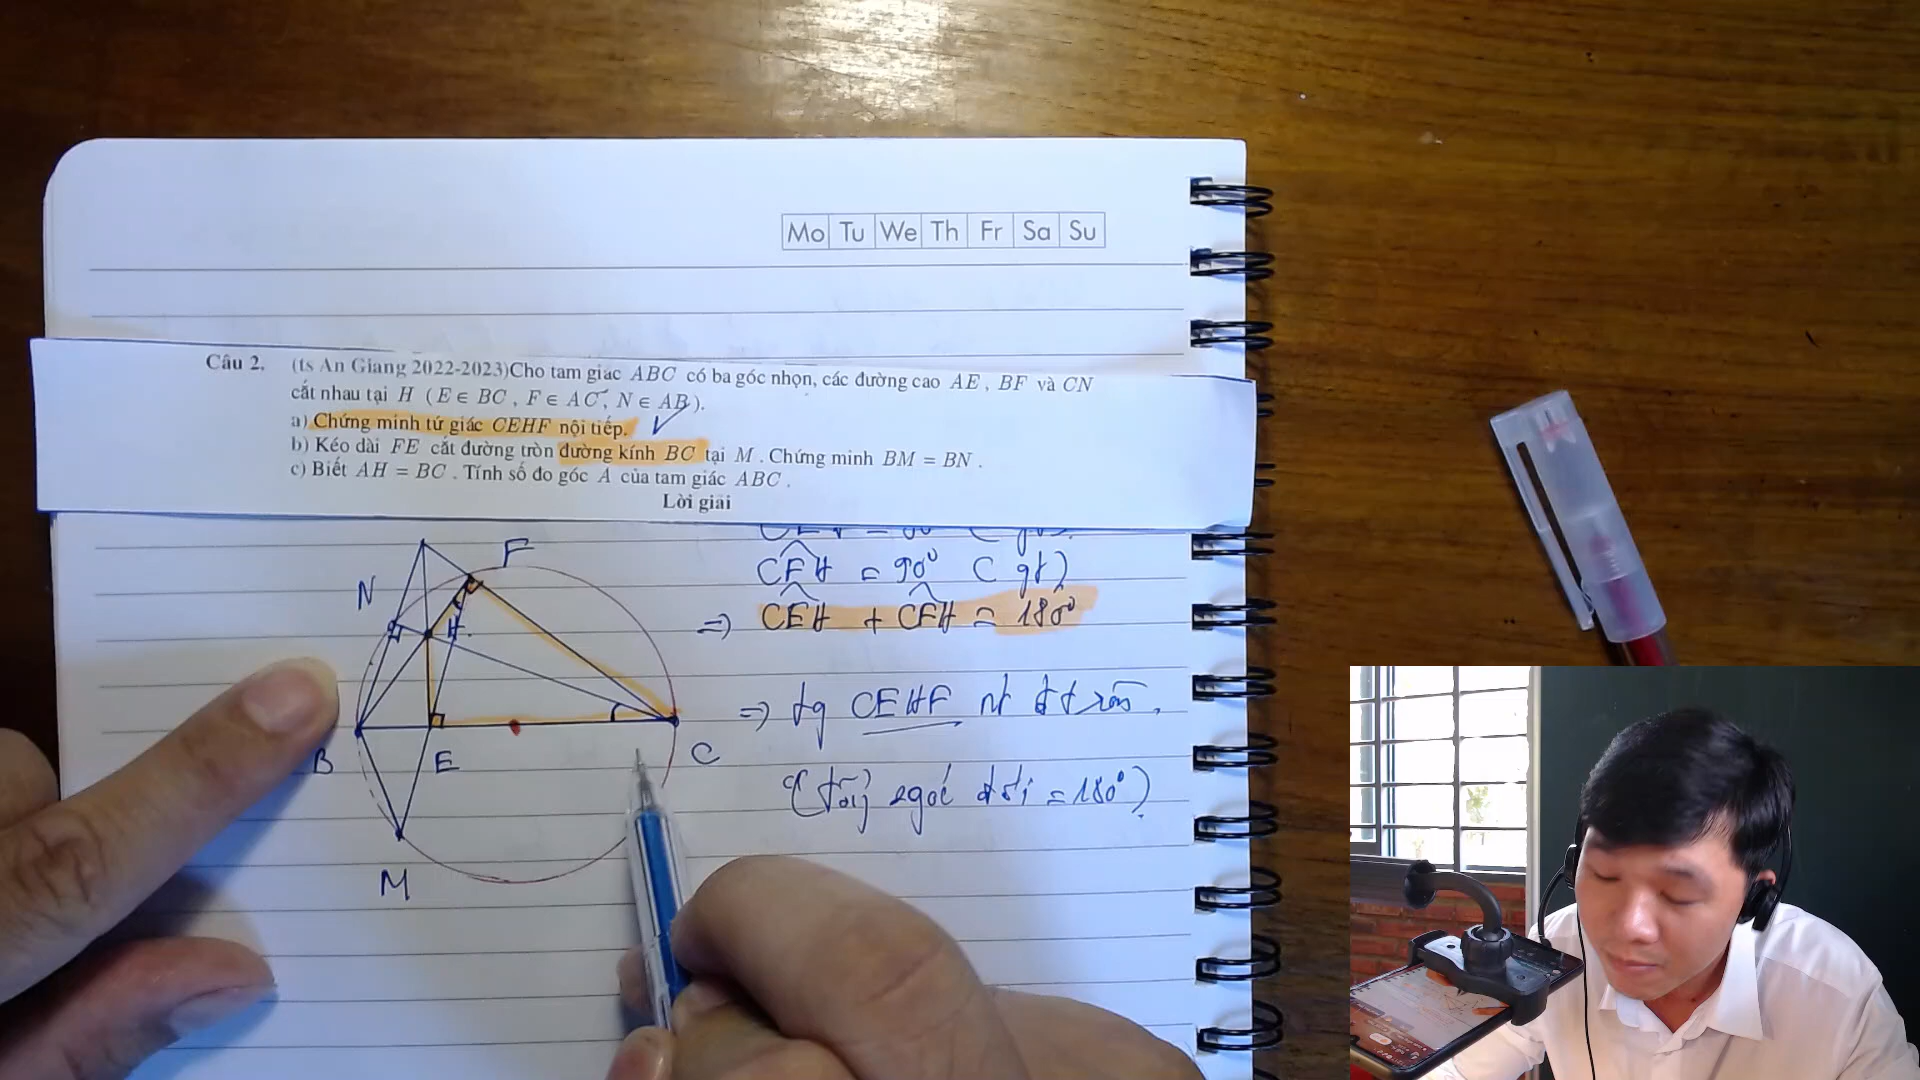 Mo Tu We Th Fr Sa Su
Câu 2. (ts An Giang 2022-2023)Cho tam giác ABC có ba góc nhọn, các đường cao AE , BF và CN
cắt nhau tại H ( E ∈ BC , F ∈ AC , N ∈ AB ).
a) Chứng minh tứ giác CEHF nội tiếp.
b) Kéo dài FE cắt đường tròn đường kính BC tại M . Chứng minh BM = BN .
c) Biết AH = BC . Tính số đo góc A của tam giác ABC .
Lời giải
F
N
H
B
E
C
M
CFH = 90° ( gt)
=> CEH + CFH = 180°
=> tg CEHF nt đ tròn.
(tổng 2 góc đối = 180°)